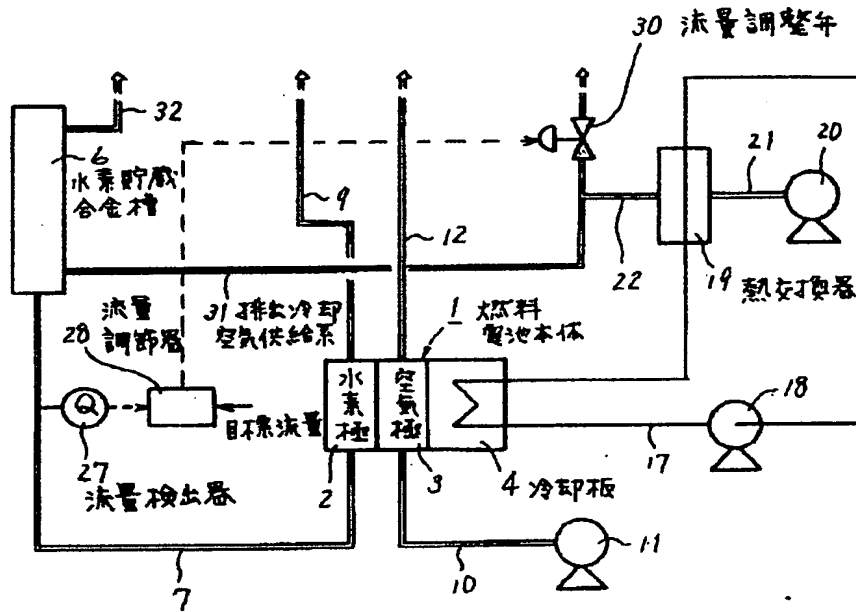 30 流量調整弁
32
6
水素貯蔵
合金槽
9
12
21
20
22
19 熱交換器
31 排出冷却
空気供給系
1 燃料
電池本体
流量
調節器
28
Q
27
流量検出器
目標流量
水素極
2
空気極
3
4 冷却板
18
17
7
10
11